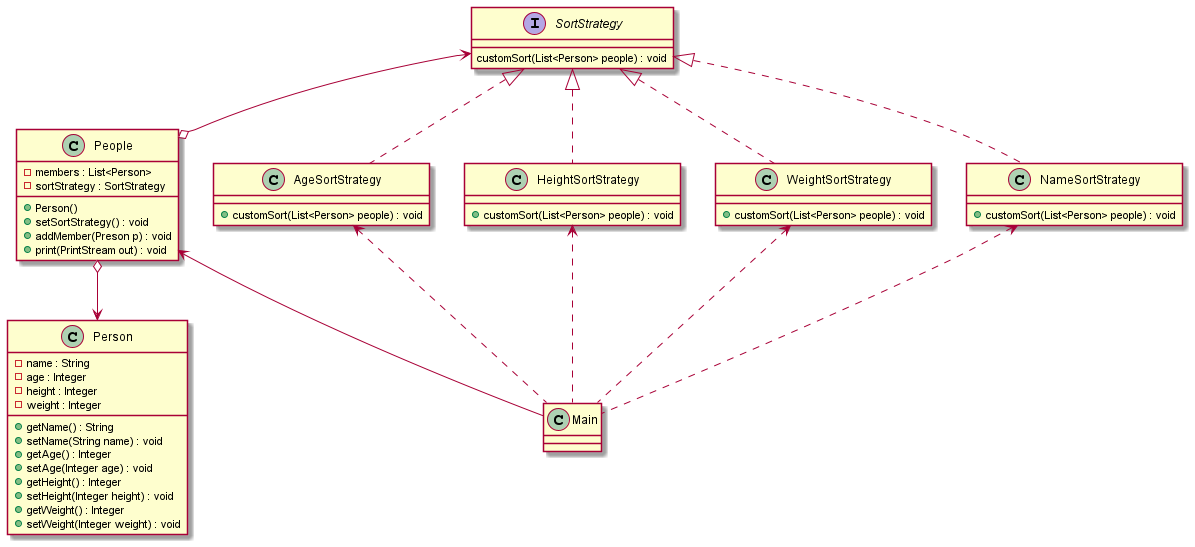 I SortStrategy
customSort(List<Person> people) : void
C People
members : List<Person>
sortStrategy : SortStrategy
Person()
setSortStrategy() : void
addMember(Preson p) : void
print(PrintStream out) : void
C AgeSortStrategy
customSort(List<Person> people) : void
C HeightSortStrategy
customSort(List<Person> people) : void
C WeightSortStrategy
customSort(List<Person> people) : void
C NameSortStrategy
customSort(List<Person> people) : void
C Person
name : String
age : Integer
height : Integer
weight : Integer
getName() : String
setName(String name) : void
getAge() : Integer
setAge(Integer age) : void
getHeight() : Integer
setHeight(Integer height) : void
getWeight() : Integer
setWeight(Integer weight) : void
C Main